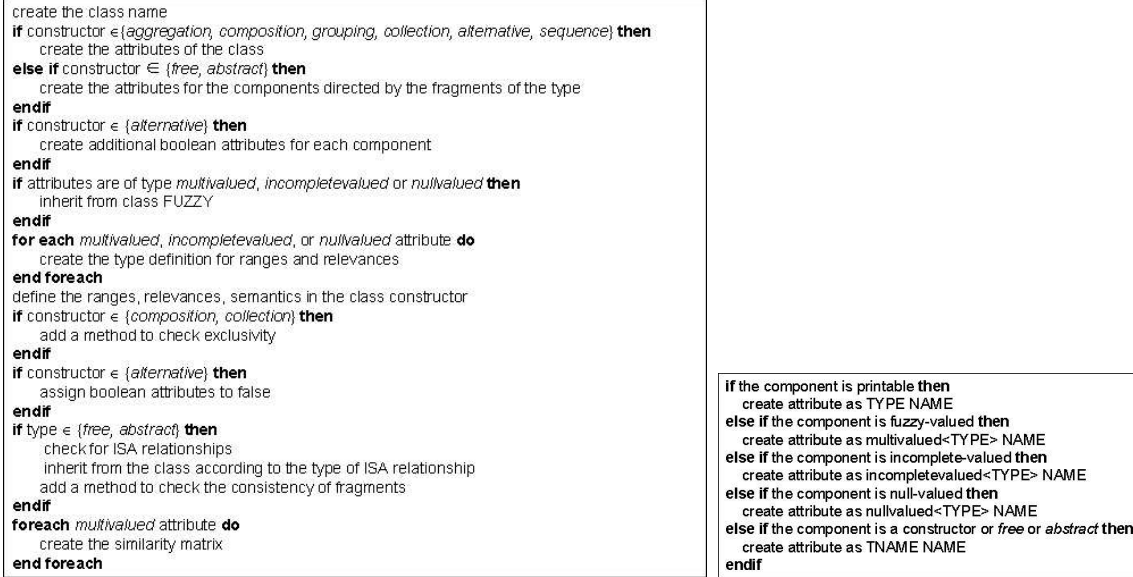 create the class name
if constructor ∈{aggregation, composition, grouping, collection, alternative, sequence} then
create the attributes of the class
else if constructor ∈ {free, abstract} then
create the attributes for the components directed by the fragments of the type
endif
if constructor ∈ {alternative} then
create additional boolean attributes for each component
endif
if attributes are of type multivalued, incompletevalued or nullvalued then
inherit from class FUZZY
endif
for each multivalued, incompletevalued, or nullvalued attribute do
create the type definition for ranges and relevances
end foreach
define the ranges, relevances, semantics in the class constructor
if constructor ∈ {composition, collection} then
add a method to check exclusivity
endif
if constructor ∈ {alternative} then
assign boolean attributes to false
endif
if type ∈ {free, abstract} then
check for ISA relationships
inherit from the class according to the type of ISA relationship
add a method to check the consistency of fragments
endif
foreach multivalued attribute do
create the similarity matrix
end foreach
if the component is printable then
create attribute as TYPE NAME
else if the component is fuzzy-valued then
create attribute as multivalued<TYPE> NAME
else if the component is incomplete-valued then
create attribute as incompletevalued<TYPE> NAME
else if the component is null-valued then
create attribute as nullvalued<TYPE> NAME
else if the component is a constructor or free or abstract then
create attribute as TNAME NAME
endif